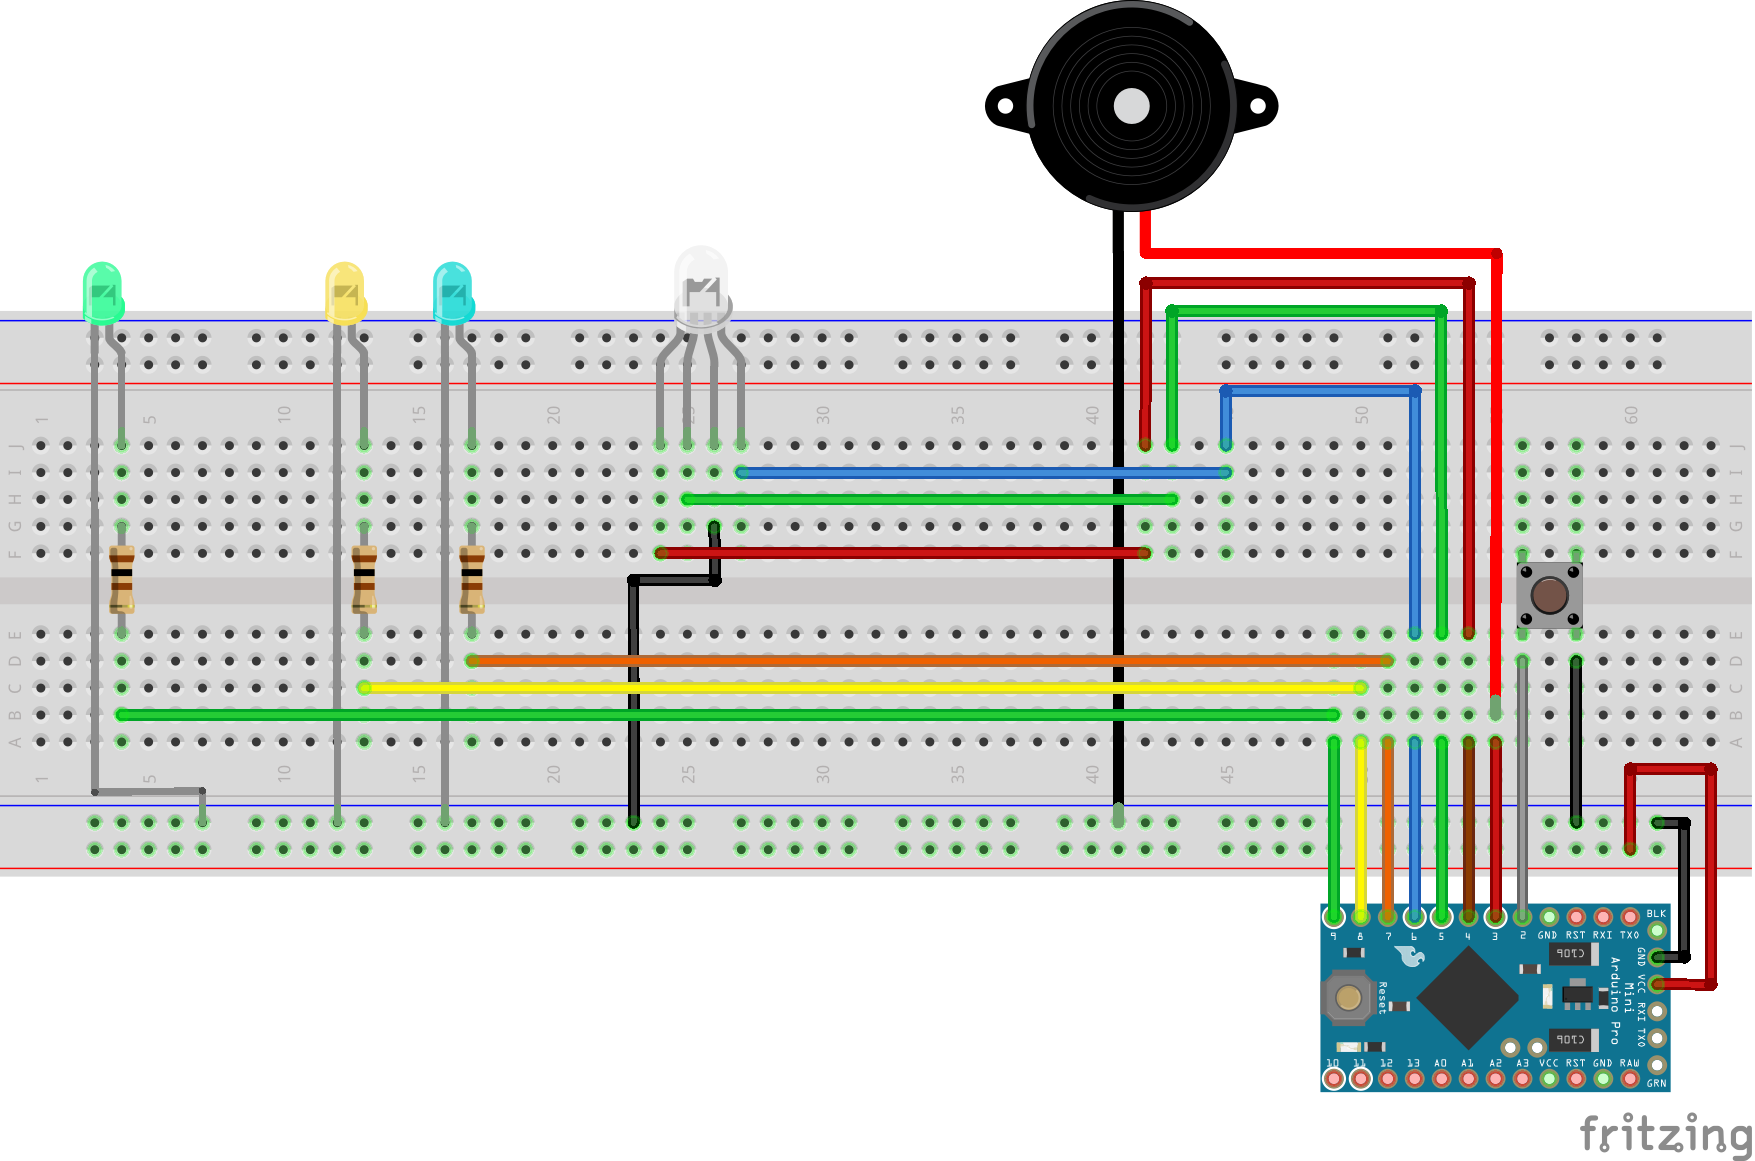 1 5 10 15 20 25 30 35 40 45 50 55 60
J J
I I
H H
G G
F F
E E
D D
C C
B B
A A
1 5 10 15 20 25 30 35 40 45
9 8 7 6 5 4 3 2 GND RST RXI TXO BLK
GND
VCC
RXI
TXO
GRN
Reset
Arduino Pro
Mini
10 11 12 13 A0 A1 A2 A3 VCC RST GND RAW
fritzing